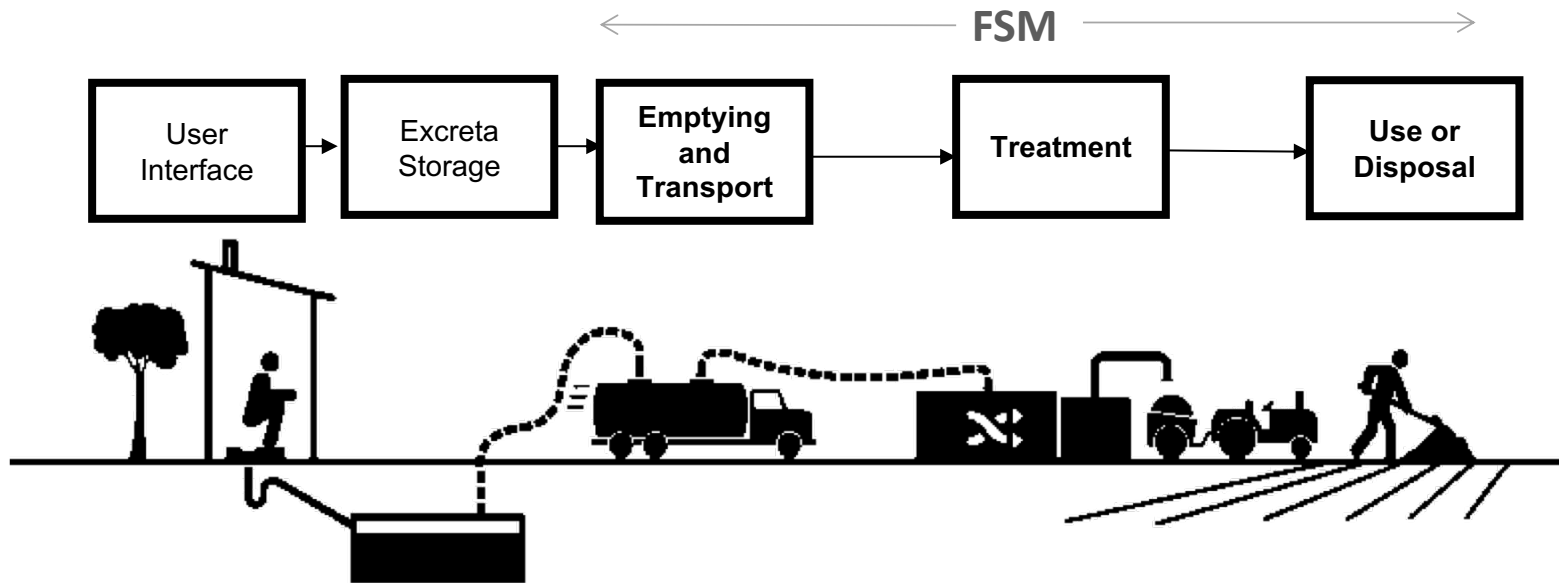 FSM
User
Interface
Excreta
Storage
Emptying
and
Transport
Treatment
Use or
Disposal